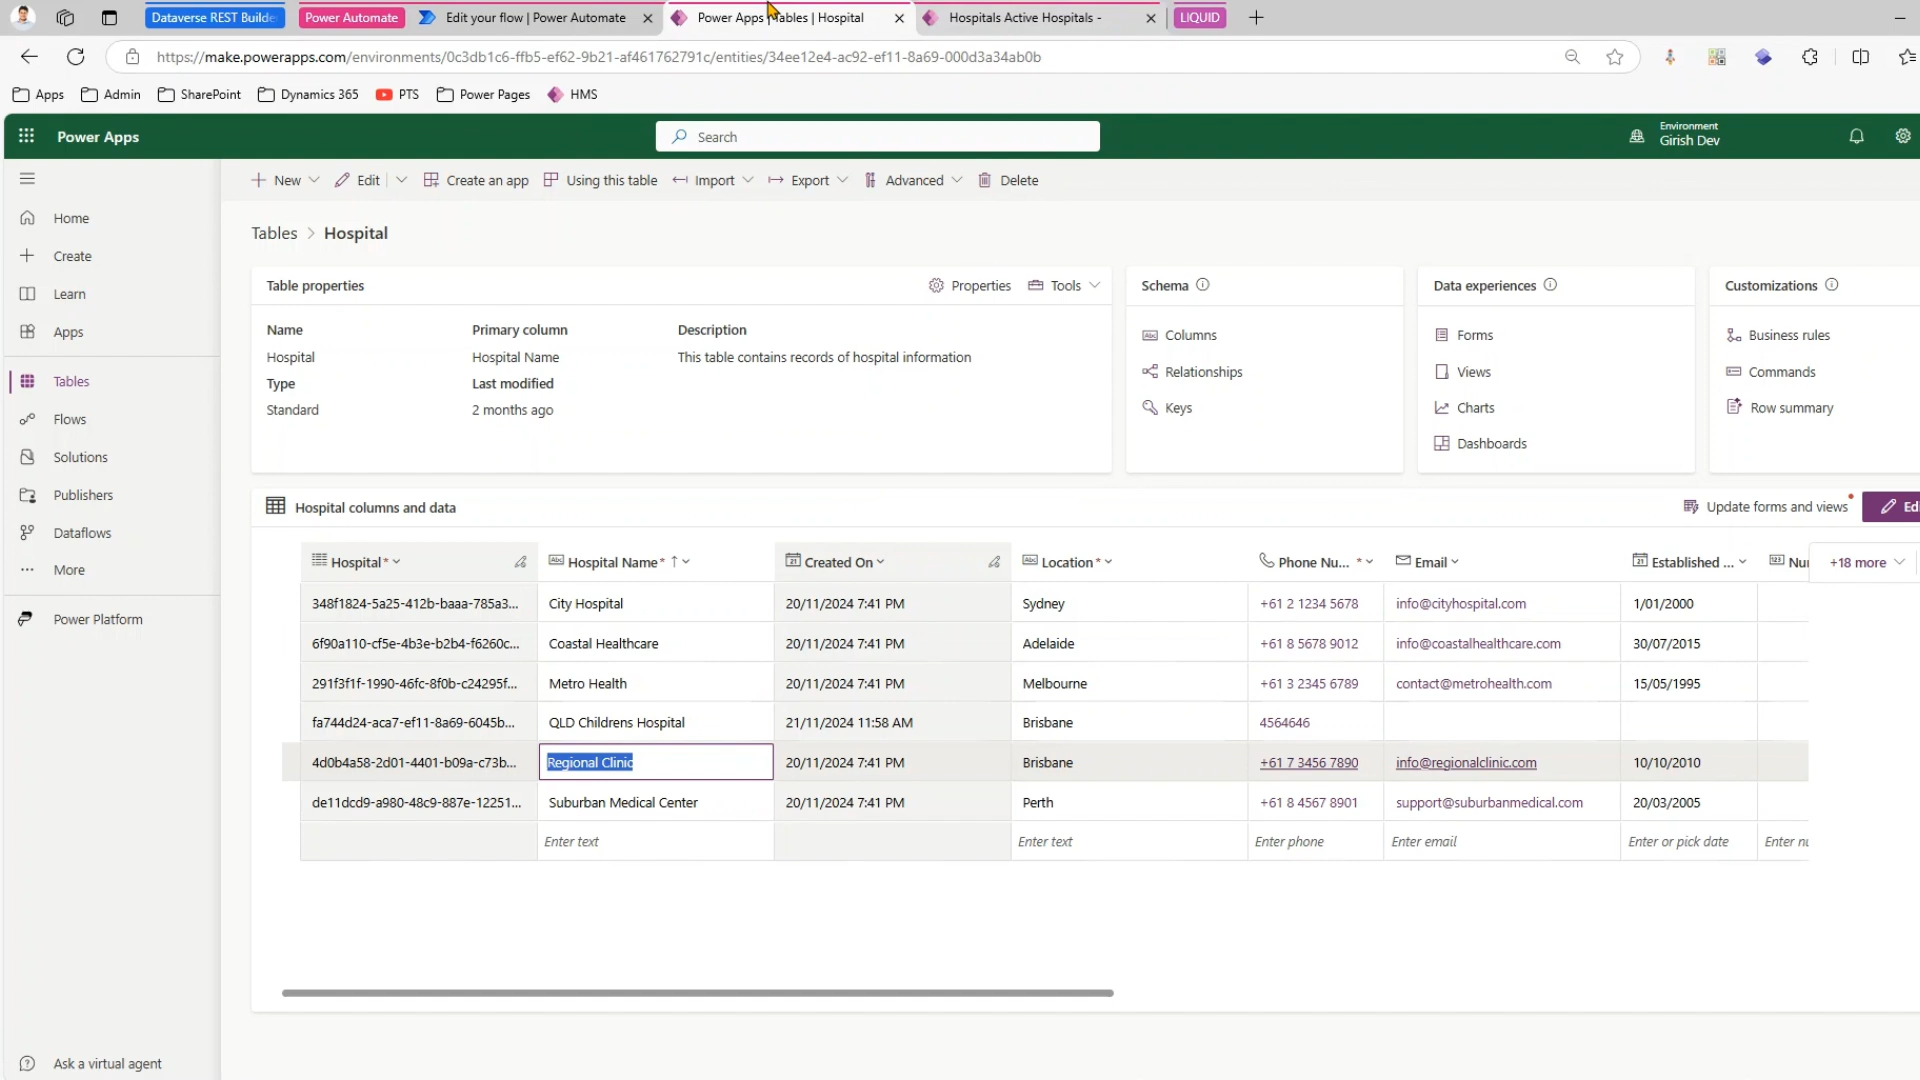 Dataverse REST Builde
Power Automate
Edit your flow | Power Automate
Power Apps | Tables | Hospital
Hospitals Active Hospitals -
LIQUID
https://make.powerapps.com/environments/0c3db1c6-ffb5-ef62-9b21-af461762791c/entities/34ee12e4-ac92-ef11-8a69-000d3a34ab0b
Apps
Admin
SharePoint
Dynamics 365
PTS
Power Pages
HMS
Power Apps
Search
Environment
Girish Dev
New
Edit
Create an app
Using this table
Import
Export
Advanced
Delete
Home
Create
Learn
Apps
Tables
Flows
Solutions
Publishers
Dataflows
More
Power Platform
Ask a virtual agent
Tables > Hospital
Table properties
Properties
Tools
Name
Primary column
Description
Hospital
Hospital Name
This table contains records of hospital information
Type
Last modified
Standard
2 months ago
Schema
Columns
Relationships
Keys
Data experiences
Forms
Views
Charts
Dashboards
Customizations
Business rules
Commands
Row summary
Hospital columns and data
Update forms and views
Edi
Hospital * Hospital Name * ↑ Created On Location * Phone Nu... * Email Established ... Nu +18 more
348f1824-5a25-412b-baaa-785a3... City Hospital 20/11/2024 7:41 PM Sydney +61 2 1234 5678 info@cityhospital.com 1/01/2000
6f90a110-cf5e-4b3e-b2b4-f6260c... Coastal Healthcare 20/11/2024 7:41 PM Adelaide +61 8 5678 9012 info@coastalhealthcare.com 30/07/2015
291f3f1f-1990-46fc-8f0b-c24295f... Metro Health 20/11/2024 7:41 PM Melbourne +61 3 2345 6789 contact@metrohealth.com 15/05/1995
fa744d24-aca7-ef11-8a69-6045b... QLD Childrens Hospital 21/11/2024 11:58 AM Brisbane 4564646
4d0b4a58-2d01-4401-b09a-c73b... Regional Clinic 20/11/2024 7:41 PM Brisbane +61 7 3456 7890 info@regionalclinic.com 10/10/2010
de11dcd9-a980-48c9-887e-12251... Suburban Medical Center 20/11/2024 7:41 PM Perth +61 8 4567 8901 support@suburbanmedical.com 20/03/2005
Enter text Enter text Enter phone Enter email Enter or pick date Enter nu